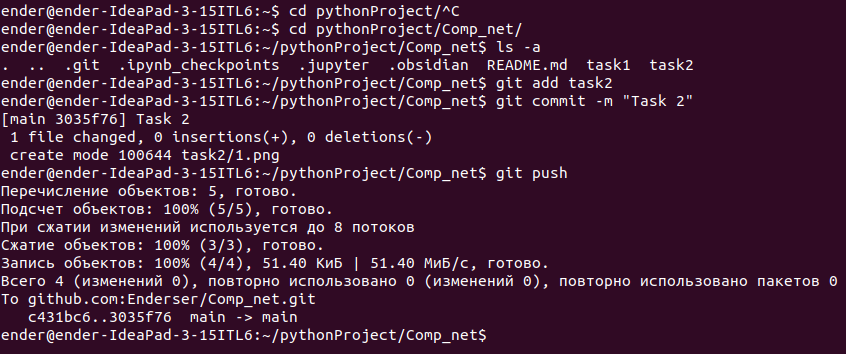 ender@ender-IdeaPad-3-15ITL6:~$ cd pythonProject/^C
ender@ender-IdeaPad-3-15ITL6:~$ cd pythonProject/Comp_net/
ender@ender-IdeaPad-3-15ITL6:~/pythonProject/Comp_net$ ls -a
.  ..  .git  .ipynb_checkpoints  .jupyter  .obsidian  README.md  task1  task2
ender@ender-IdeaPad-3-15ITL6:~/pythonProject/Comp_net$ git add task2
ender@ender-IdeaPad-3-15ITL6:~/pythonProject/Comp_net$ git commit -m "Task 2"
[main 3035f76] Task 2
 1 file changed, 0 insertions(+), 0 deletions(-)
 create mode 100644 task2/1.png
ender@ender-IdeaPad-3-15ITL6:~/pythonProject/Comp_net$ git push
Перечисление объектов: 5, готово.
Подсчет объектов: 100% (5/5), готово.
При сжатии изменений используется до 8 потоков
Сжатие объектов: 100% (3/3), готово.
Запись объектов: 100% (4/4), 51.40 КиБ | 51.40 МиБ/с, готово.
Всего 4 (изменений 0), повторно использовано 0 (изменений 0), повторно использовано пакетов 0
To github.com:Enderser/Comp_net.git
   c431bc6..3035f76  main -> main
ender@ender-IdeaPad-3-15ITL6:~/pythonProject/Comp_net$